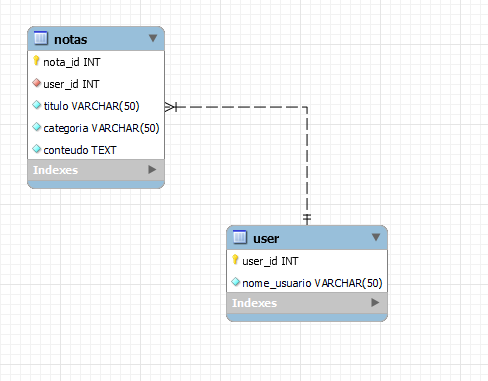 notas
nota_id INT
user_id INT
titulo VARCHAR(50)
categoria VARCHAR(50)
conteudo TEXT
Indexes
user
user_id INT
nome_usuario VARCHAR(50)
Indexes